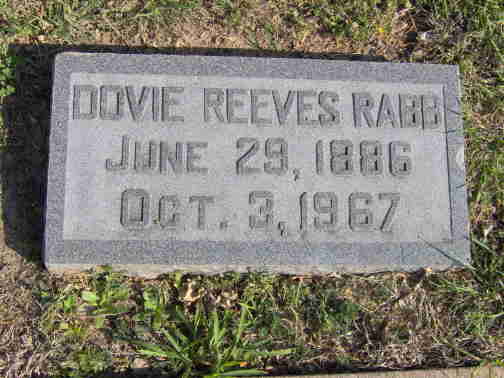 DOVIE REEVES RABB
JUNE 29, 1886
OCT. 3, 1967